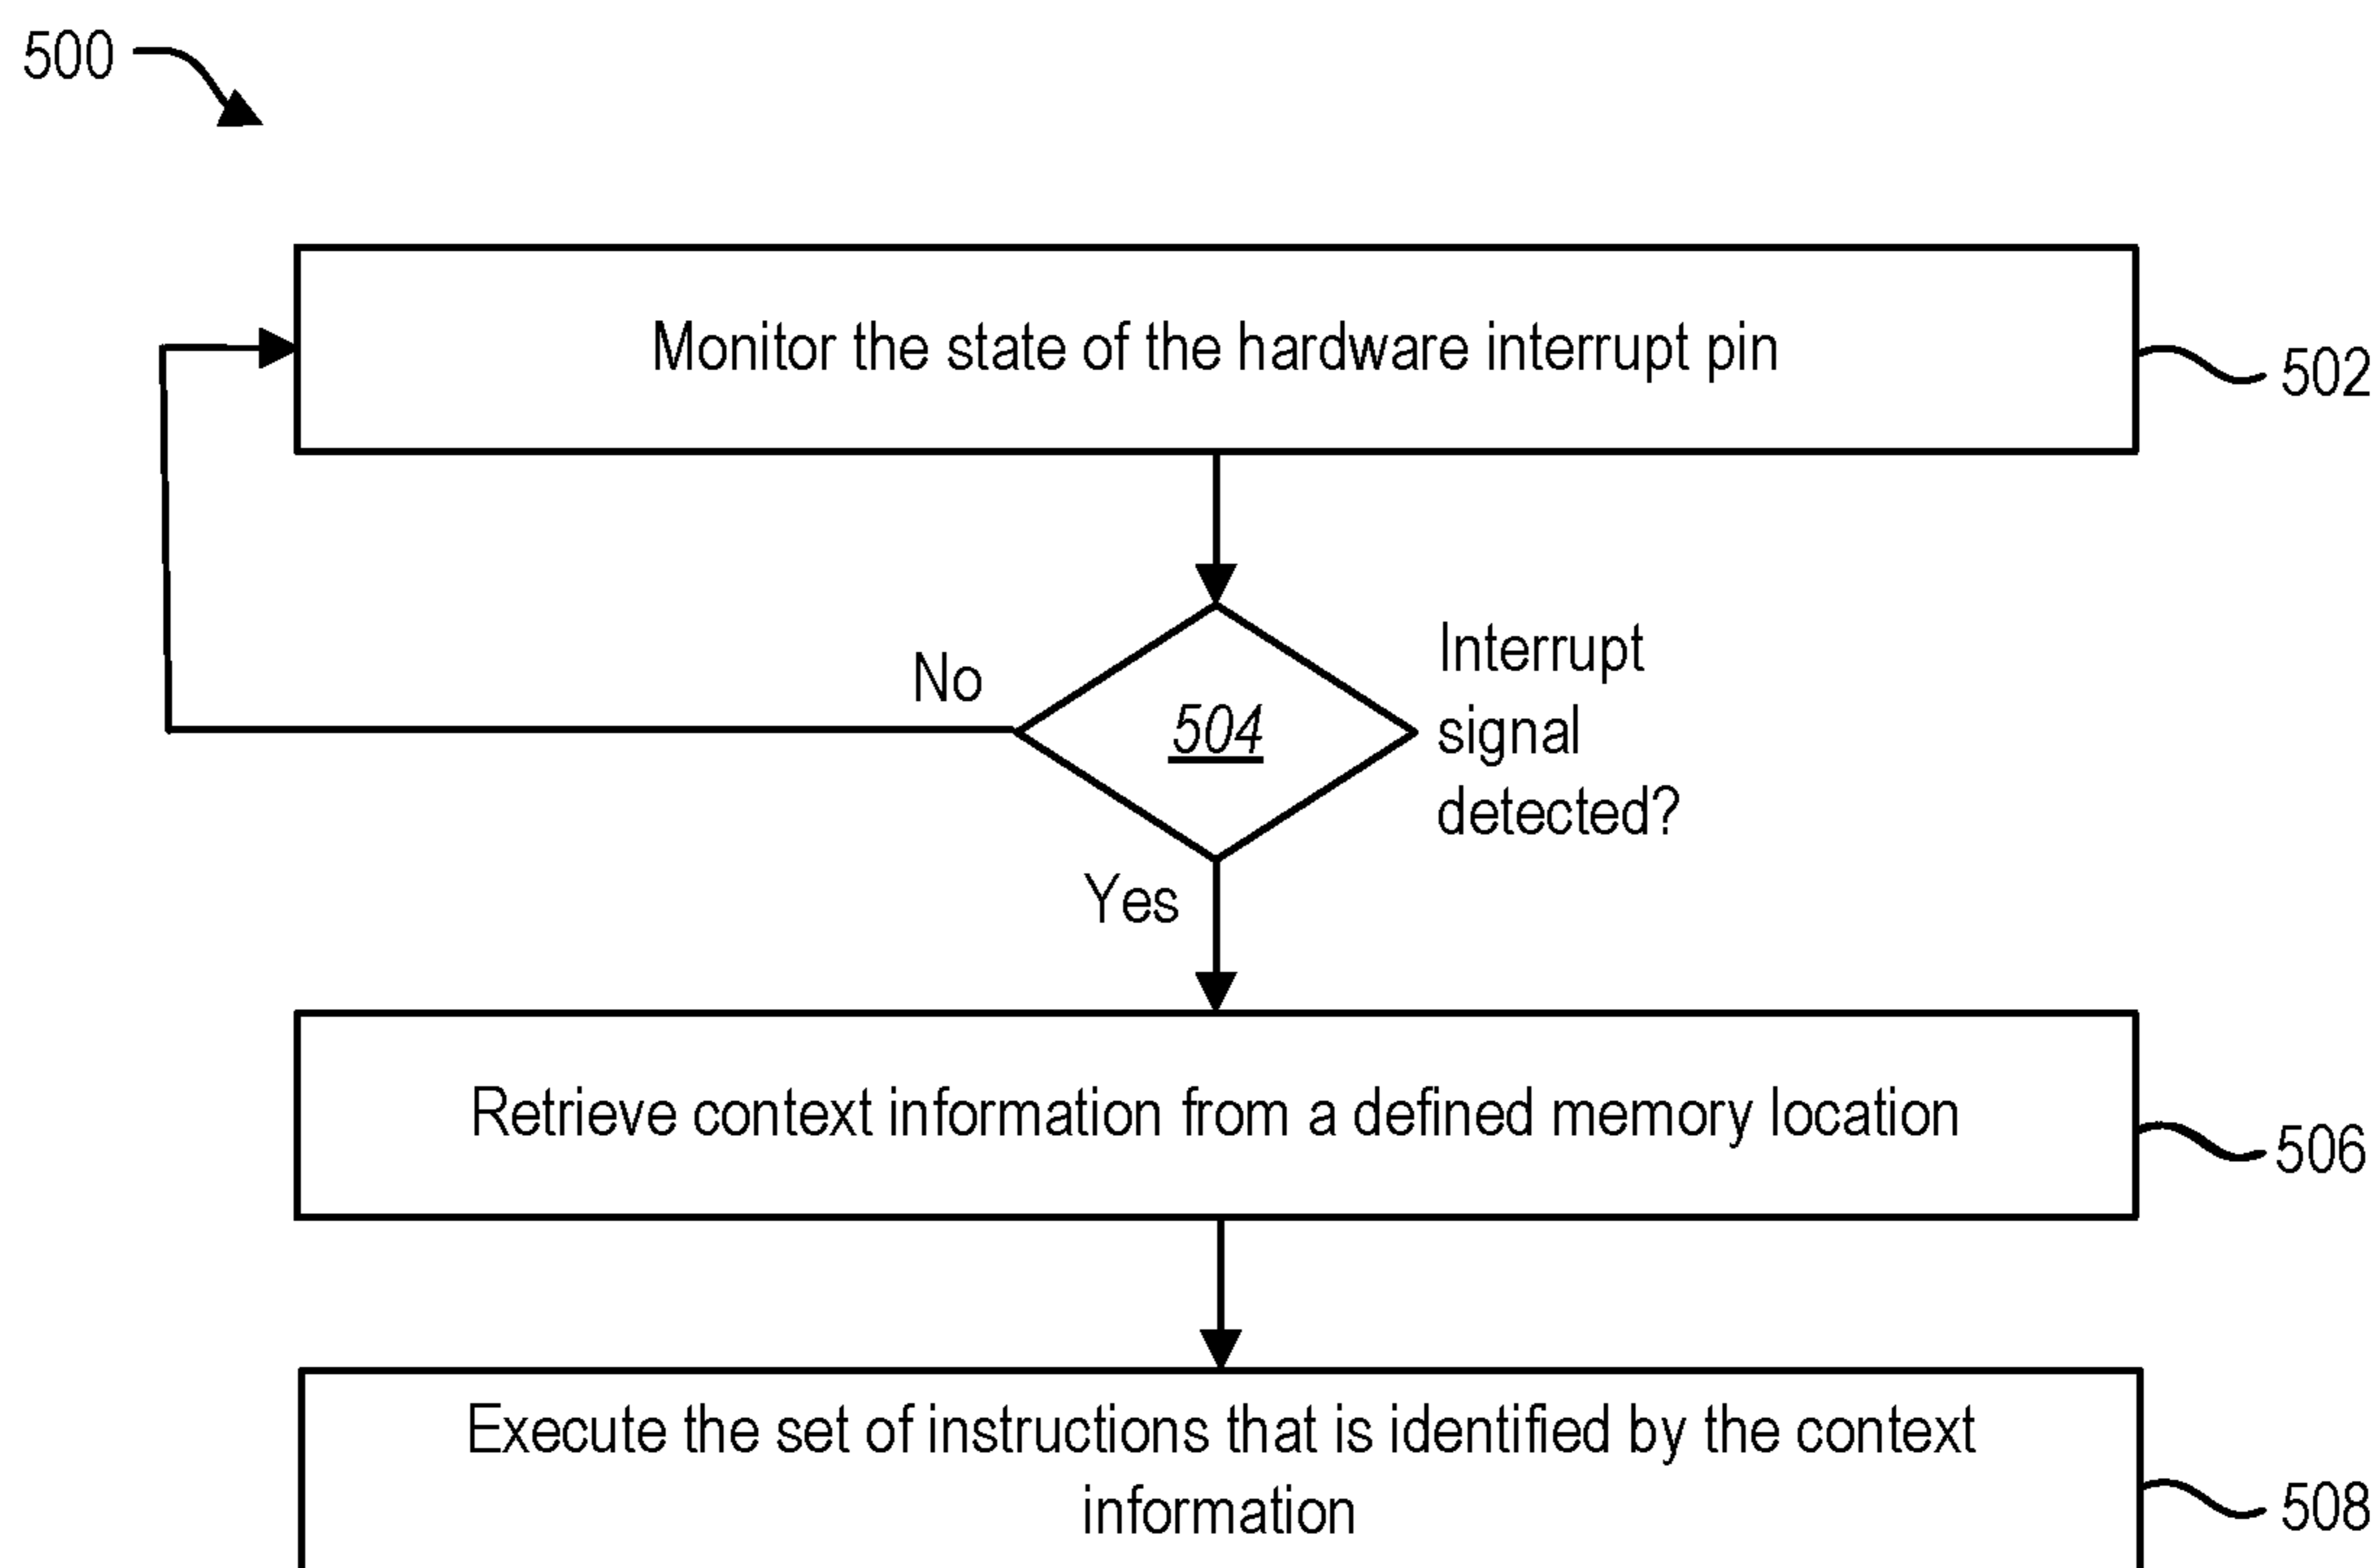 500
Monitor the state of the hardware interrupt pin
502
No
504
Interrupt
signal
detected?
Yes
Retrieve context information from a defined memory location
506
Execute the set of instructions that is identified by the context
information
508